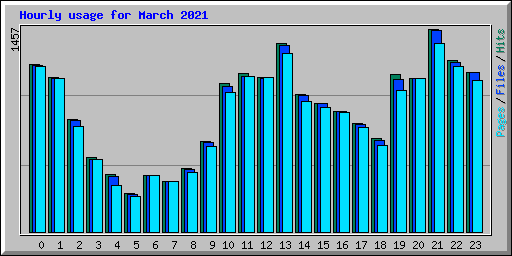 Hourly usage for March 2021
1457
Pages/Files/Hits
0 1 2 3 4 5 6 7 8 9 10 11 12 13 14 15 16 17 18 19 20 21 22 23